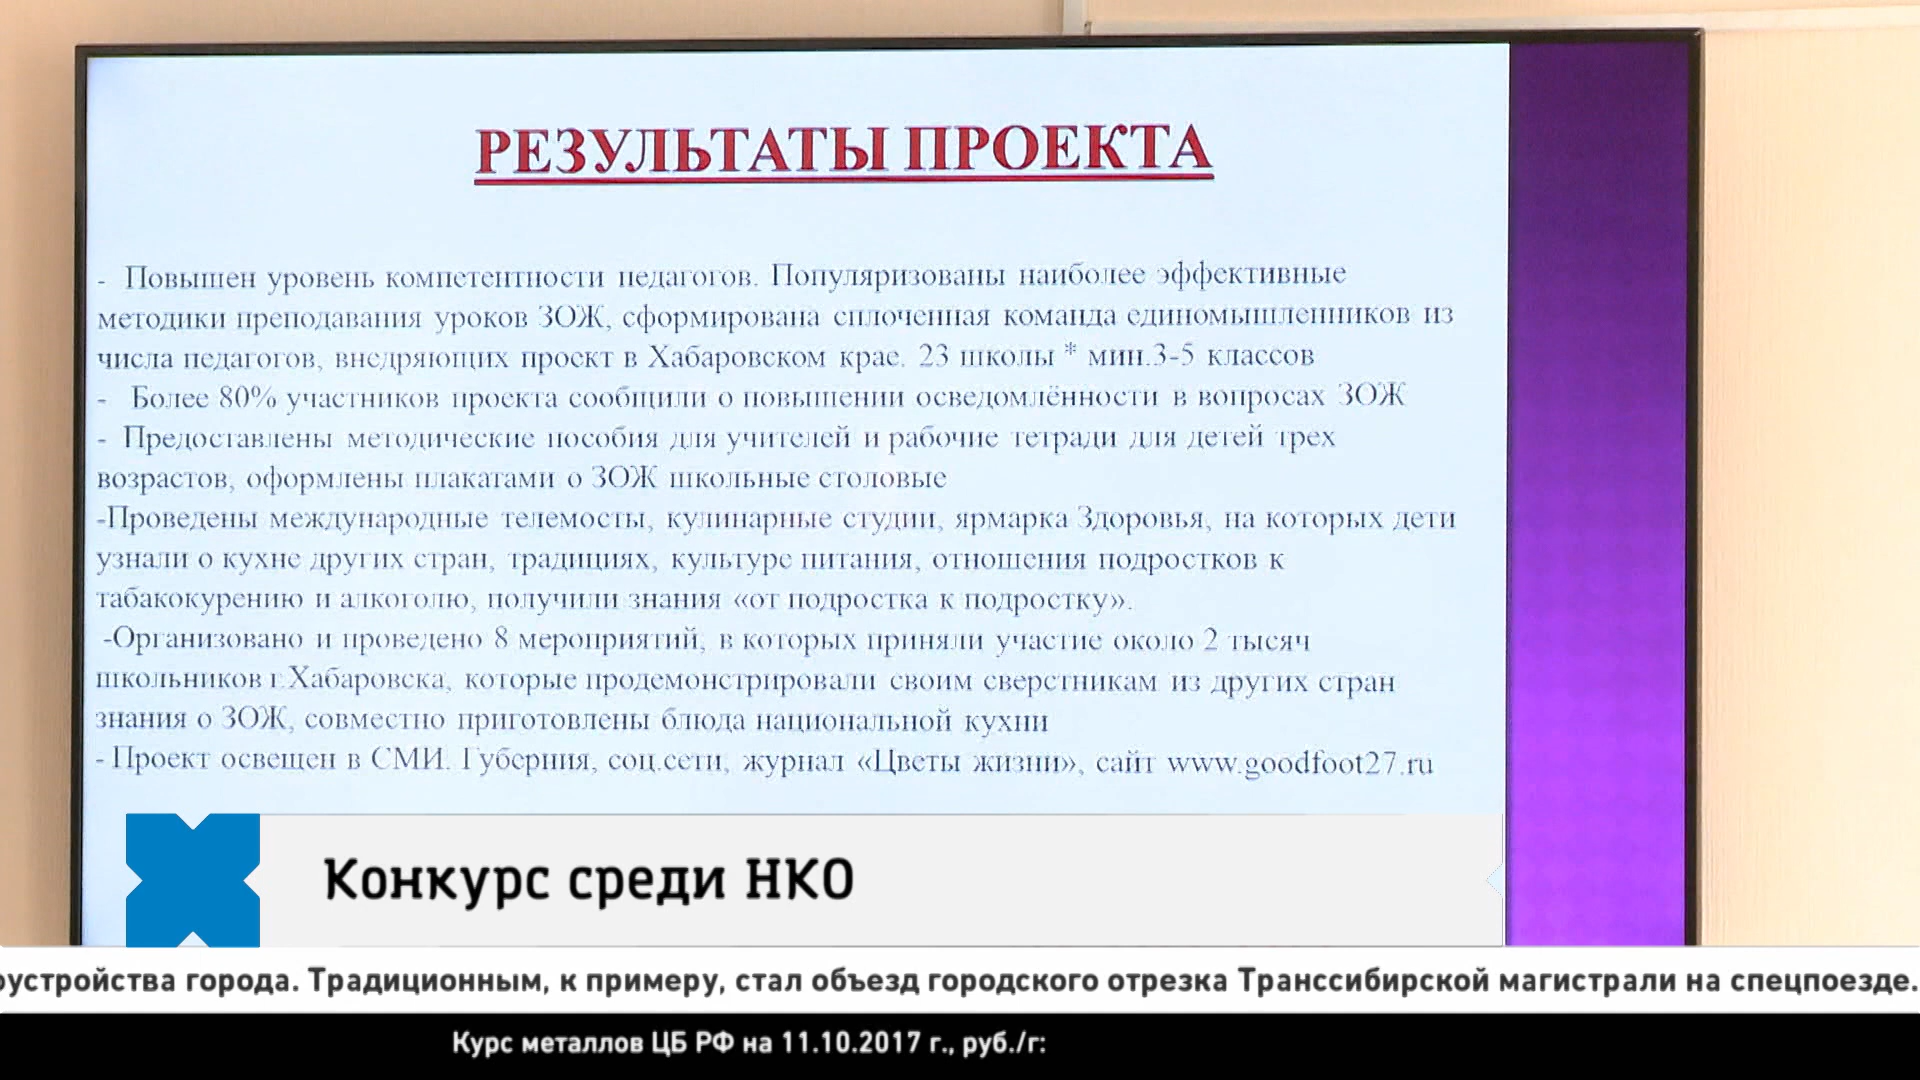 РЕЗУЛЬТАТЫ ПРОЕКТА
- Повышен уровень компетентности педагогов. Популяризованы наиболее эффективные
методики преподавания уроков ЗОЖ, сформирована сплоченная команда единомышленников из
числа педагогов, внедряющих проект в Хабаровском крае. 23 школы * мин.3-5 классов
- Более 80% участников проекта сообщили о повышении осведомлённости в вопросах ЗОЖ
- Предоставлены методические пособия для учителей и рабочие тетради для детей трех
возрастов, оформлены плакатами о ЗОЖ школьные столовые
-Проведены международные телемосты, кулинарные студии, ярмарка Здоровья, на которых дети
узнали о кухне других стран, традициях, культуре питания, отношения подростков к
табакокурению и алкоголю, получили знания «от подростка к подростку».
-Организовано и проведено 8 мероприятий, в которых приняли участие около 2 тысяч
школьников г.Хабаровска, которые продемонстрировали своим сверстникам из других стран
знания о ЗОЖ, совместно приготовлены блюда национальной кухни
- Проект освещен в СМИ. Губерния, соц.сети, журнал «Цветы жизни», сайт www.goodfoot27.ru
Конкурс среди НКО
оустройства города. Традиционным, к примеру, стал объезд городского отрезка Транссибирской магистрали на спецпоезде.
Курс металлов ЦБ РФ на 11.10.2017 г., руб./г: